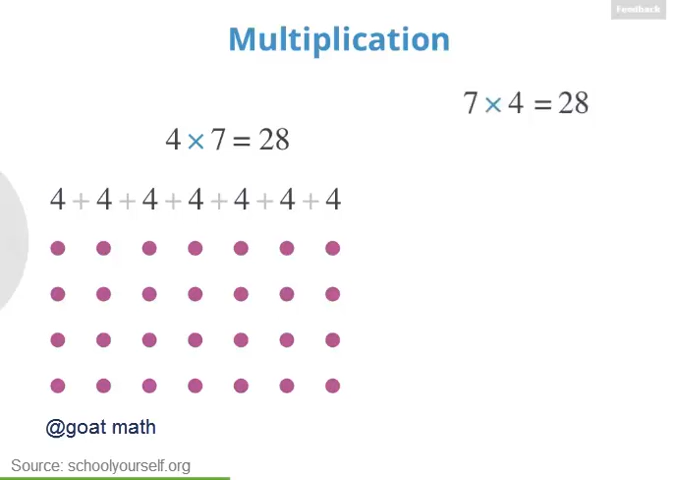 Feedback
Multiplication
7 × 4 = 28
4 × 7 = 28
4 + 4 + 4 + 4 + 4 + 4 + 4
@goat math
Source: schoolyourself.org